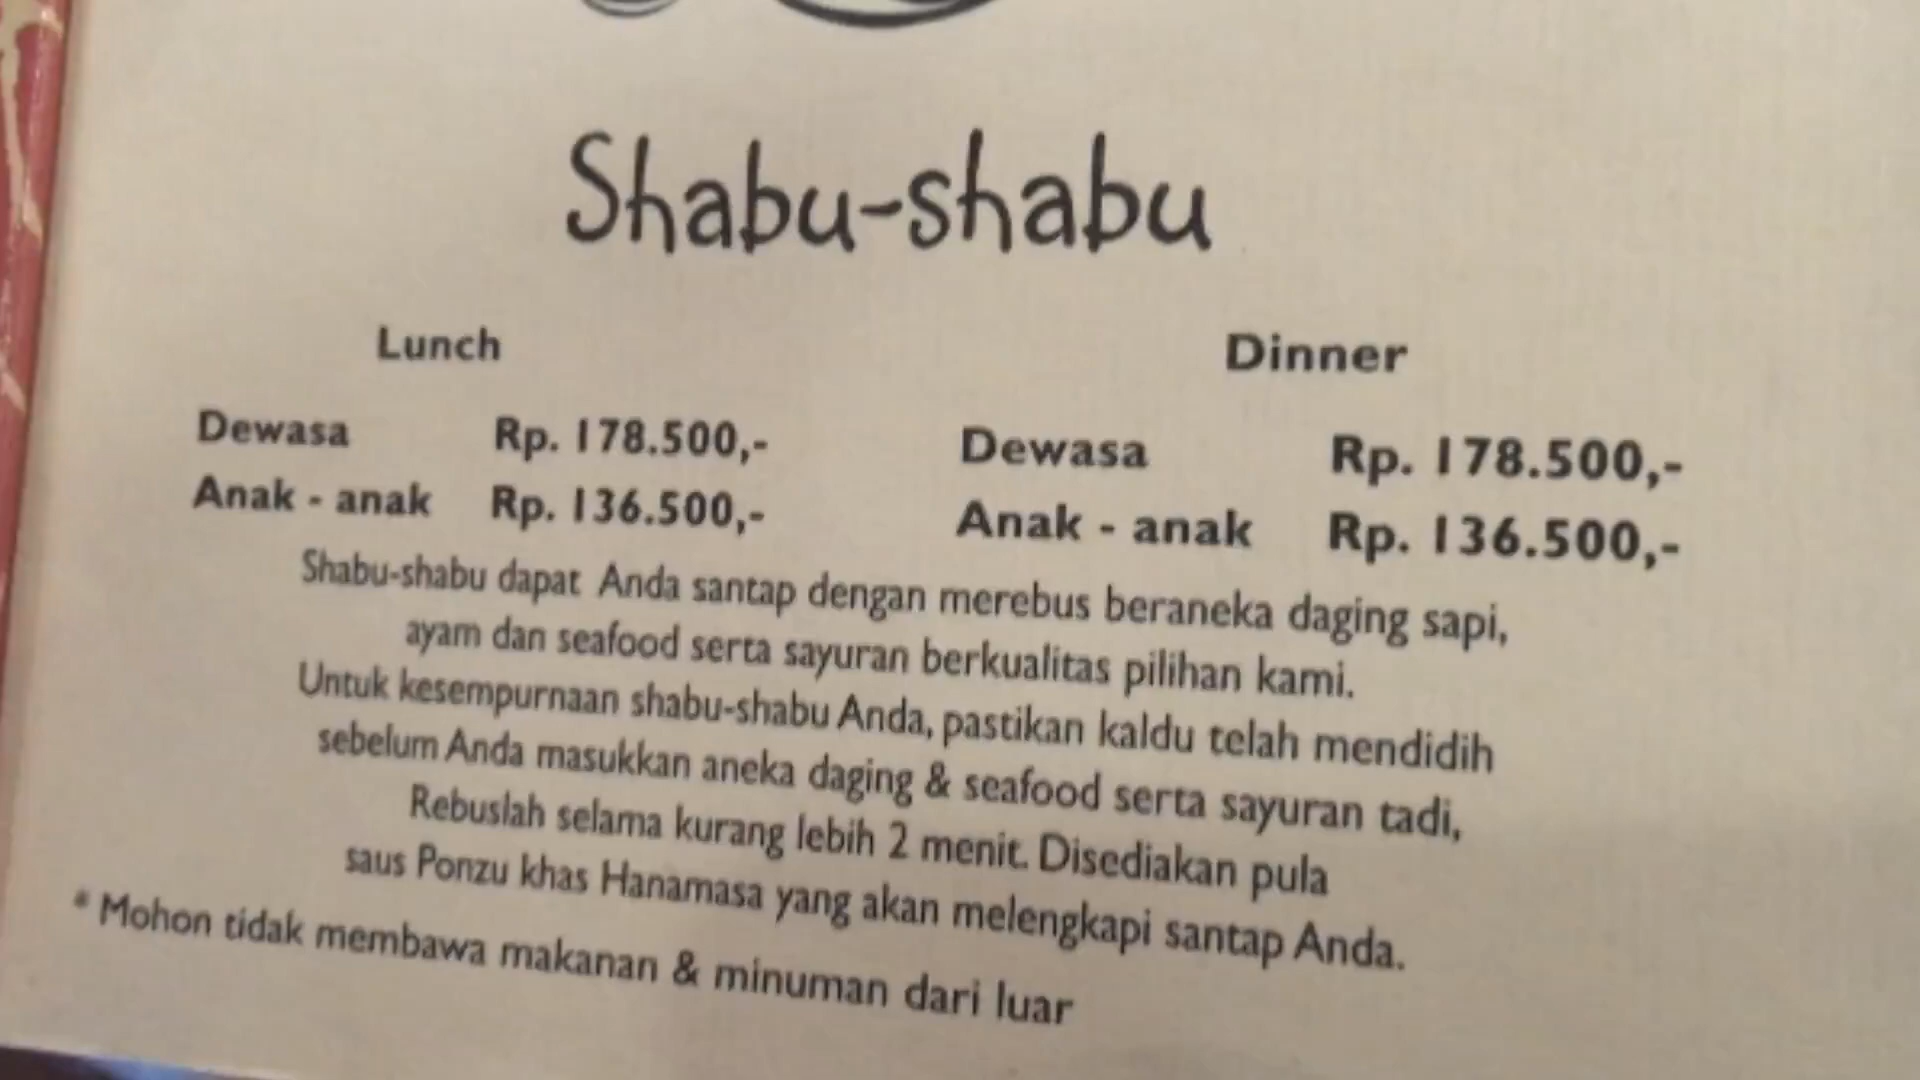 Shabu-shabu
Lunch
Dewasa Rp. 178.500,-
Anak - anak Rp. 136.500,-
Dinner
Dewasa Rp. 178.500,-
Anak - anak Rp. 136.500,-
Shabu-shabu dapat Anda santap dengan merebus beraneka daging sapi,
ayam dan seafood serta sayuran berkualitas pilihan kami.
Untuk kesempurnaan shabu-shabu Anda, pastikan kaldu telah mendidih
sebelum Anda masukkan aneka daging & seafood serta sayuran tadi,
Rebuslah selama kurang lebih 2 menit. Disediakan pula
saus Ponzu khas Hanamasa yang akan melengkapi santap Anda.
* Mohon tidak membawa makanan & minuman dari luar